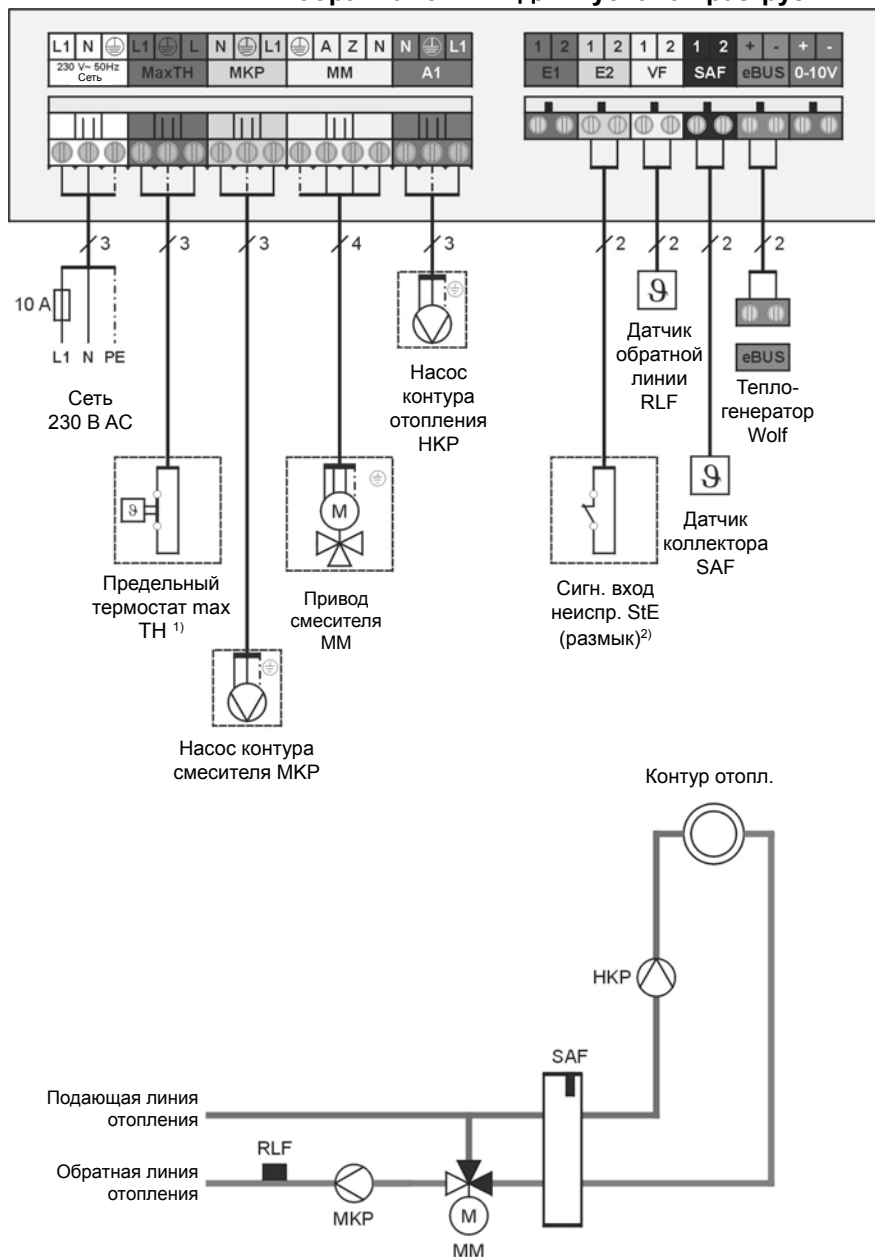 L1 N L1 L N L1 A Z N N L1 1 2 1 2 1 2 1 2 + - + -
230 V~ 50Hz
Сеть
MaxTH MKP MM A1 E1 E2 VF SAF eBUS 0-10V
3 3 3 4 3 2 2 2 2
10 A
L1 N PE
Сеть
230 В AC
Насос
контура
отопления
НКР
ϑ
Датчик
обратной
линии
RLF
eBUS
Тепло-
генератор
Wolf
ϑ
Предельный
термостат max
TH 1)
M
Привод
смесителя
ММ
Сигн. вход
неиспр. StE
(размык)2)
ϑ
Датчик
коллектора
SAF
Насос контура
смесителя МКР
Контур отопл.
HKP
SAF
Подающая линия
отопления
RLF
Обратная линия
отопления
MKP
M
MM